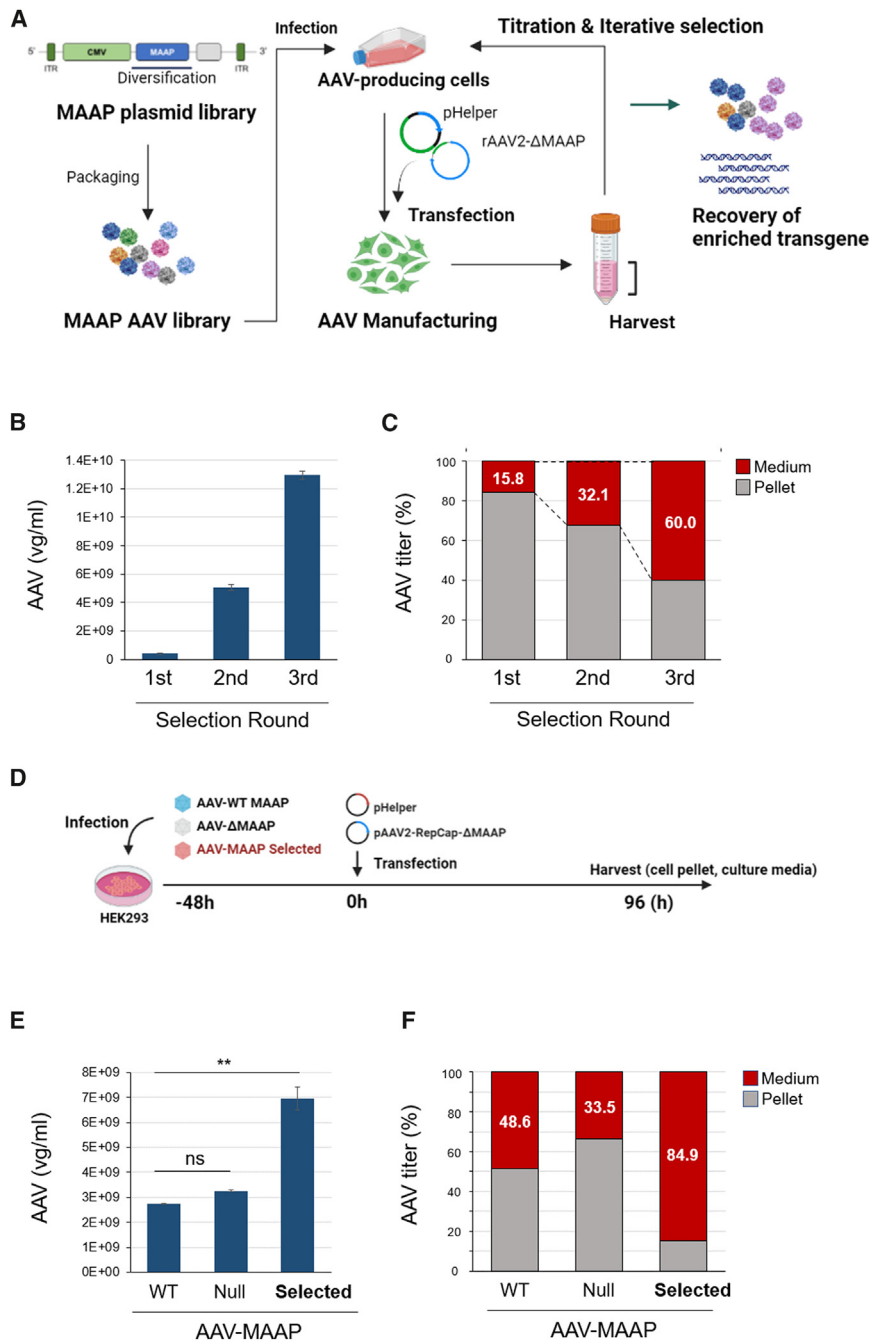 A
5'
CMV
MAAP
3'
ITR
Diversification
ITR
MAAP plasmid library
Packaging
MAAP AAV library
Infection
AAV-producing cells
pHelper
rAAV2-ΔMAAP
Transfection
AAV Manufacturing
Titration & Iterative selection
Harvest
Recovery of
enriched transgene
B
AAV (vg/ml)
1.4E+10
1.2E+10
1E+10
8E+09
6E+09
4E+09
2E+09
0
1st
2nd
3rd
Selection Round
C
AAV titer (%)
100
80
60
40
20
0
15.8
32.1
60.0
Medium
Pellet
1st
2nd
3rd
Selection Round
D
Infection
AAV-WT MAAP
AAV-ΔMAAP
AAV-MAAP Selected
pHelper
pAAV2-RepCap-ΔMAAP
Transfection
Harvest (cell pellet, culture media)
HEK293
-48h
0h
96 (h)
E
AAV (vg/ml)
8E+09
7E+09
6E+09
5E+09
4E+09
3E+09
2E+09
1E+09
0E+00
**
ns
WT
Null
Selected
AAV-MAAP
F
AAV titer (%)
100
80
60
40
20
0
48.6
33.5
84.9
Medium
Pellet
WT
Null
Selected
AAV-MAAP